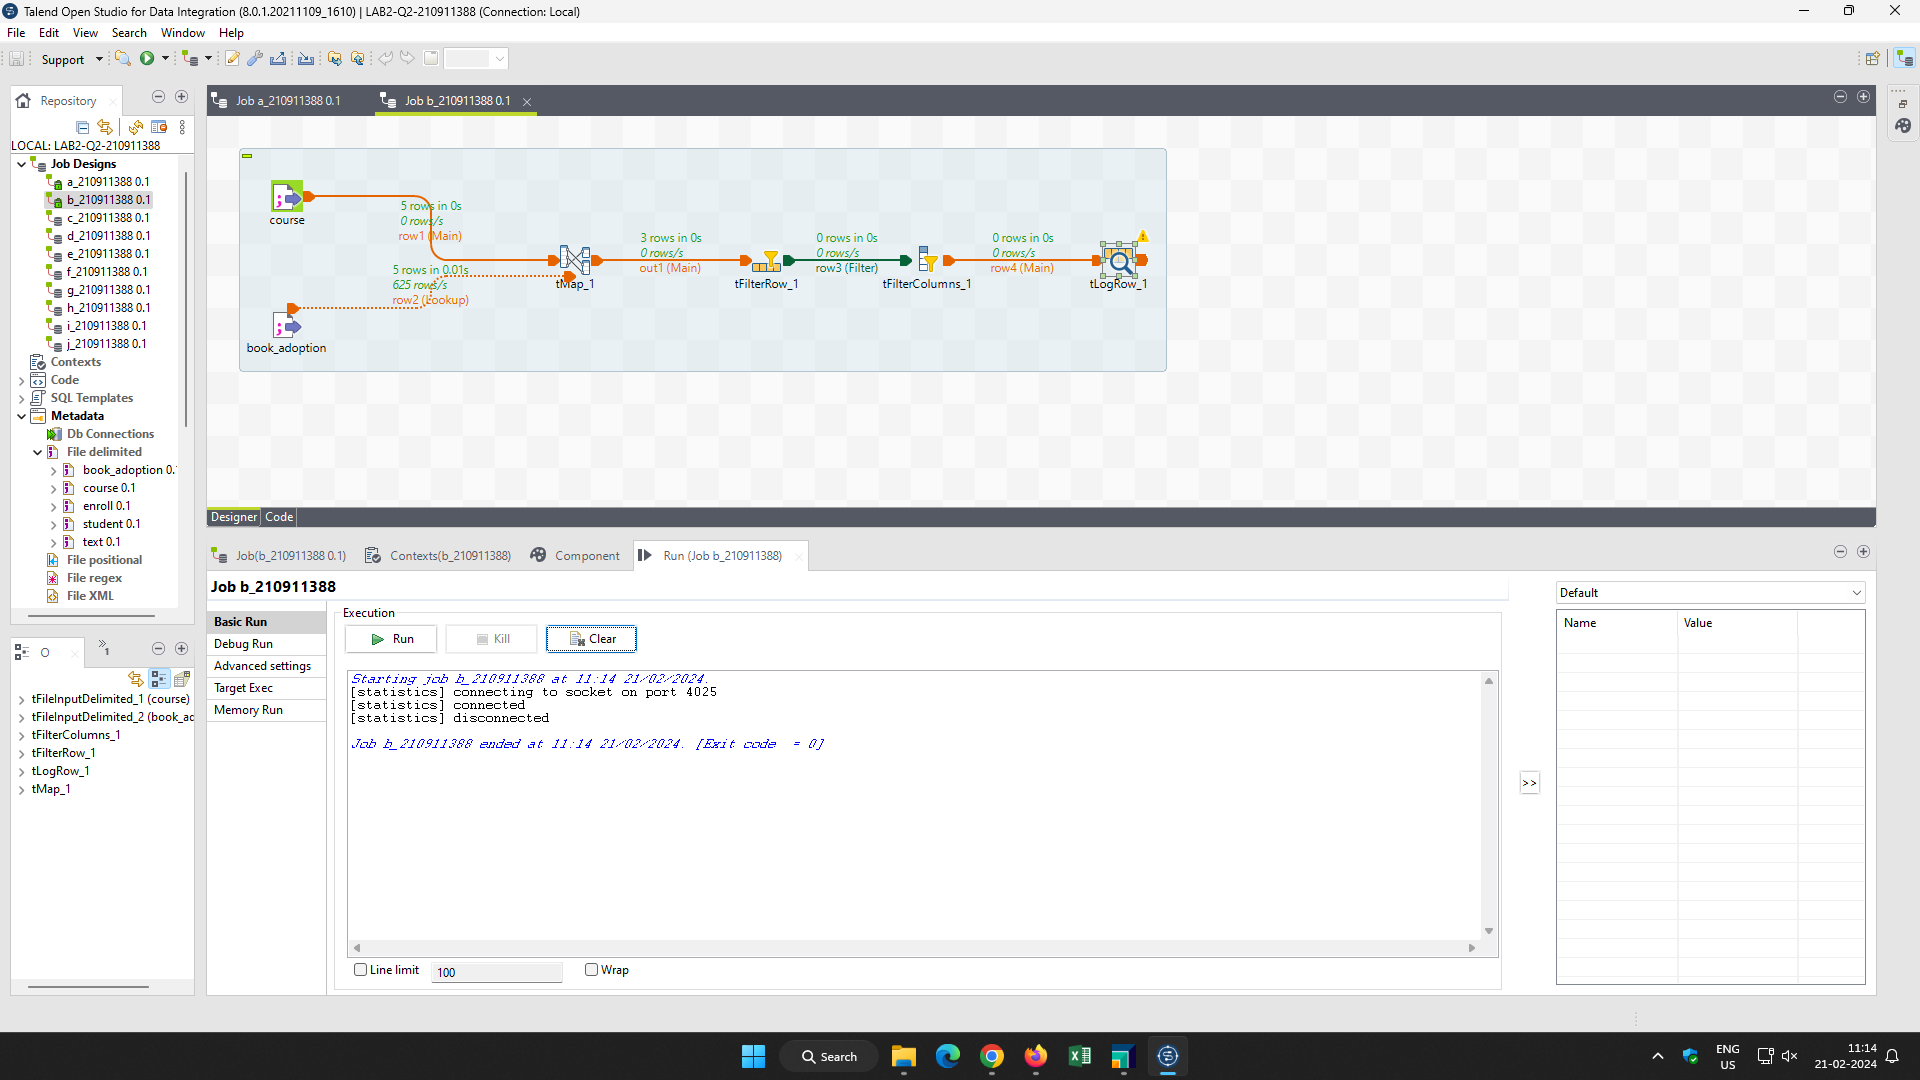 Talend Open Studio for Data Integration (8.0.1.20211109_1610) | LAB2-Q2-210911388 (Connection: Local)
File Edit View Search Window Help
Support
Repository
LOCAL: LAB2-Q2-210911388
Job Designs
a_210911388 0.1
b_210911388 0.1
c_210911388 0.1
d_210911388 0.1
e_210911388 0.1
f_210911388 0.1
g_210911388 0.1
h_210911388 0.1
i_210911388 0.1
j_210911388 0.1
Contexts
Code
SQL Templates
Metadata
Db Connections
File delimited
book_adoption 0.
course 0.1
enroll 0.1
student 0.1
text 0.1
File positional
File regex
File XML
O
»1
tFileInputDelimited_1 (course)
tFileInputDelimited_2 (book_ad
tFilterColumns_1
tFilterRow_1
tLogRow_1
tMap_1
Job a_210911388 0.1
Job b_210911388 0.1
course
5 rows in 0s
0 rows/s
row1 (Main)
5 rows in 0.01s
625 rows/s
row2 (Lookup)
book_adoption
tMap_1
3 rows in 0s
0 rows/s
out1 (Main)
tFilterRow_1
0 rows in 0s
0 rows/s
row3 (Filter)
tFilterColumns_1
0 rows in 0s
0 rows/s
row4 (Main)
tLogRow_1
Designer Code
Job(b_210911388 0.1)
Contexts(b_210911388)
Component
Run (Job b_210911388)
Job b_210911388
Basic Run
Debug Run
Advanced settings
Target Exec
Memory Run
Execution
Run
Kill
Clear
Starting job b_210911388 at 11:14 21/02/2024.
[statistics] connecting to socket on port 4025
[statistics] connected
[statistics] disconnected
Job b_210911388 ended at 11:14 21/02/2024. [Exit code  = 0]
Line limit
100
Wrap
>>
Default
Name
Value
Search
ENG
US
11:14
21-02-2024